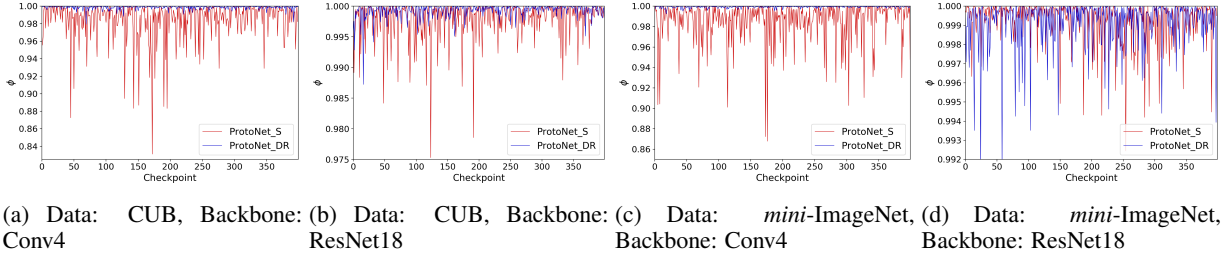 1.00
0.98
0.96
0.94
0.92
0.90
0.88
0.86
0.84
ϕ
0 50 100 150 200 250 300 350
Checkpoint
ProtoNet_S
ProtoNet_DR
1.000
0.995
0.990
0.985
0.980
0.975
ϕ
0 50 100 150 200 250 300 350
Checkpoint
ProtoNet_S
ProtoNet_DR
1.00
0.98
0.96
0.94
0.92
0.90
0.88
0.86
ϕ
0 50 100 150 200 250 300 350
Checkpoint
ProtoNet_S
ProtoNet_DR
1.000
0.999
0.998
0.997
0.996
0.995
0.994
0.993
0.992
ϕ
0 50 100 150 200 250 300 350
Checkpoint
ProtoNet_S
ProtoNet_DR
(a) Data: CUB, Backbone:
Conv4
(b) Data: CUB, Backbone:
ResNet18
(c) Data: mini-ImageNet,
Backbone: Conv4
(d) Data: mini-ImageNet,
Backbone: ResNet18